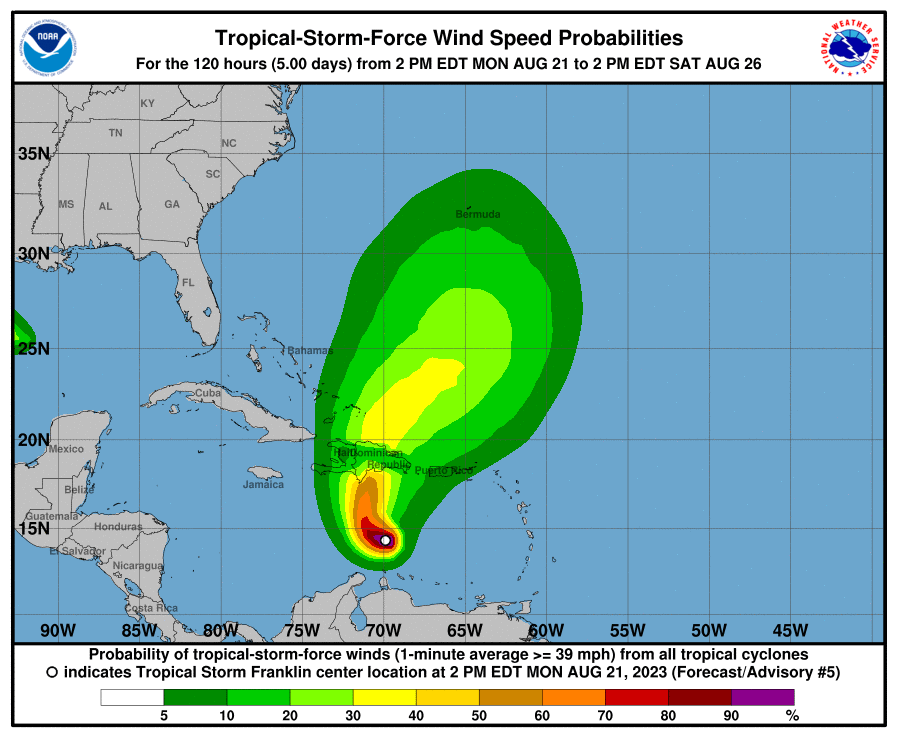 Tropical-Storm-Force Wind Speed Probabilities
For the 120 hours (5.00 days) from 2 PM EDT MON AUG 21 to 2 PM EDT SAT AUG 26
NOAA
NATIONAL WEATHER SERVICE
KY
TN
NC
35N
SC
MS
AL
GA
Bermuda
30N
FL
25N
Bahamas
Cuba
20N
Mexico
Haiti
Dominican
Republic
Puerto Rico
Jamaica
Belize
Guatemala
15N
Honduras
El Salvador
Nicaragua
Costa Rica
90W 85W 80W 75W 70W 65W 60W 55W 50W 45W
Probability of tropical-storm-force winds (1-minute average >= 39 mph) from all tropical cyclones
indicates Tropical Storm Franklin center location at 2 PM EDT MON AUG 21, 2023 (Forecast/Advisory #5)
5 10 20 30 40 50 60 70 80 90 %